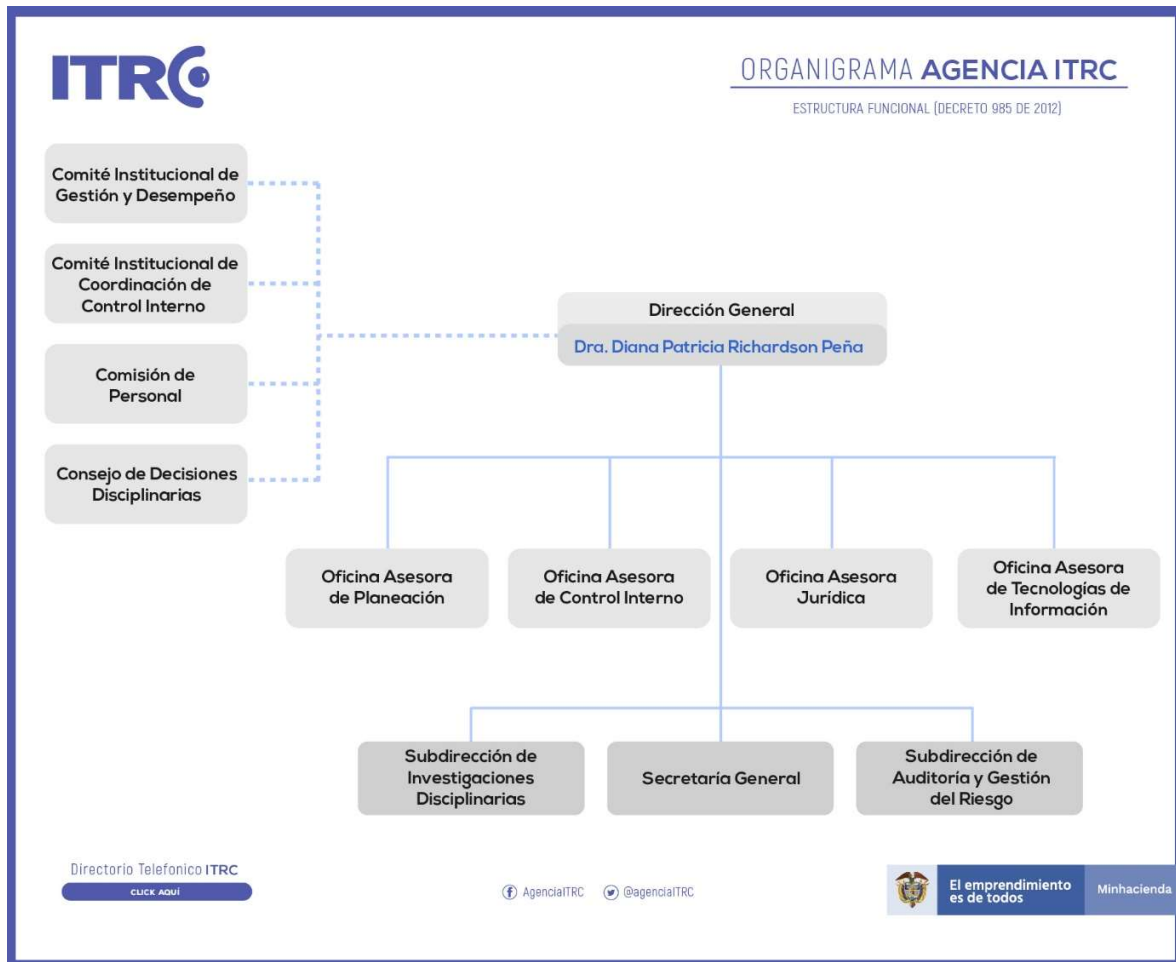 ITRC
ORGANIGRAMA AGENCIA ITRC
ESTRUCTURA FUNCIONAL (DECRETO 985 DE 2012)
Comité Institucional de
Gestión y Desempeño
Comité Institucional de
Coordinación de
Control Interno
Comisión de
Personal
Consejo de Decisiones
Disciplinarias
Dirección General
Dra. Diana Patricia Richardson Peña
Oficina Asesora
de Planeación
Oficina Asesora
de Control Interno
Oficina Asesora
Jurídica
Oficina Asesora
de Tecnologías de
Información
Subdirección de
Investigaciones
Disciplinarias
Secretaría General
Subdirección de
Auditoría y Gestión
del Riesgo
Directorio Telefonico ITRC
CLICK AQUÍ
AgenciaITRC
@agenciaITRC
El emprendimiento
es de todos
Minhacienda